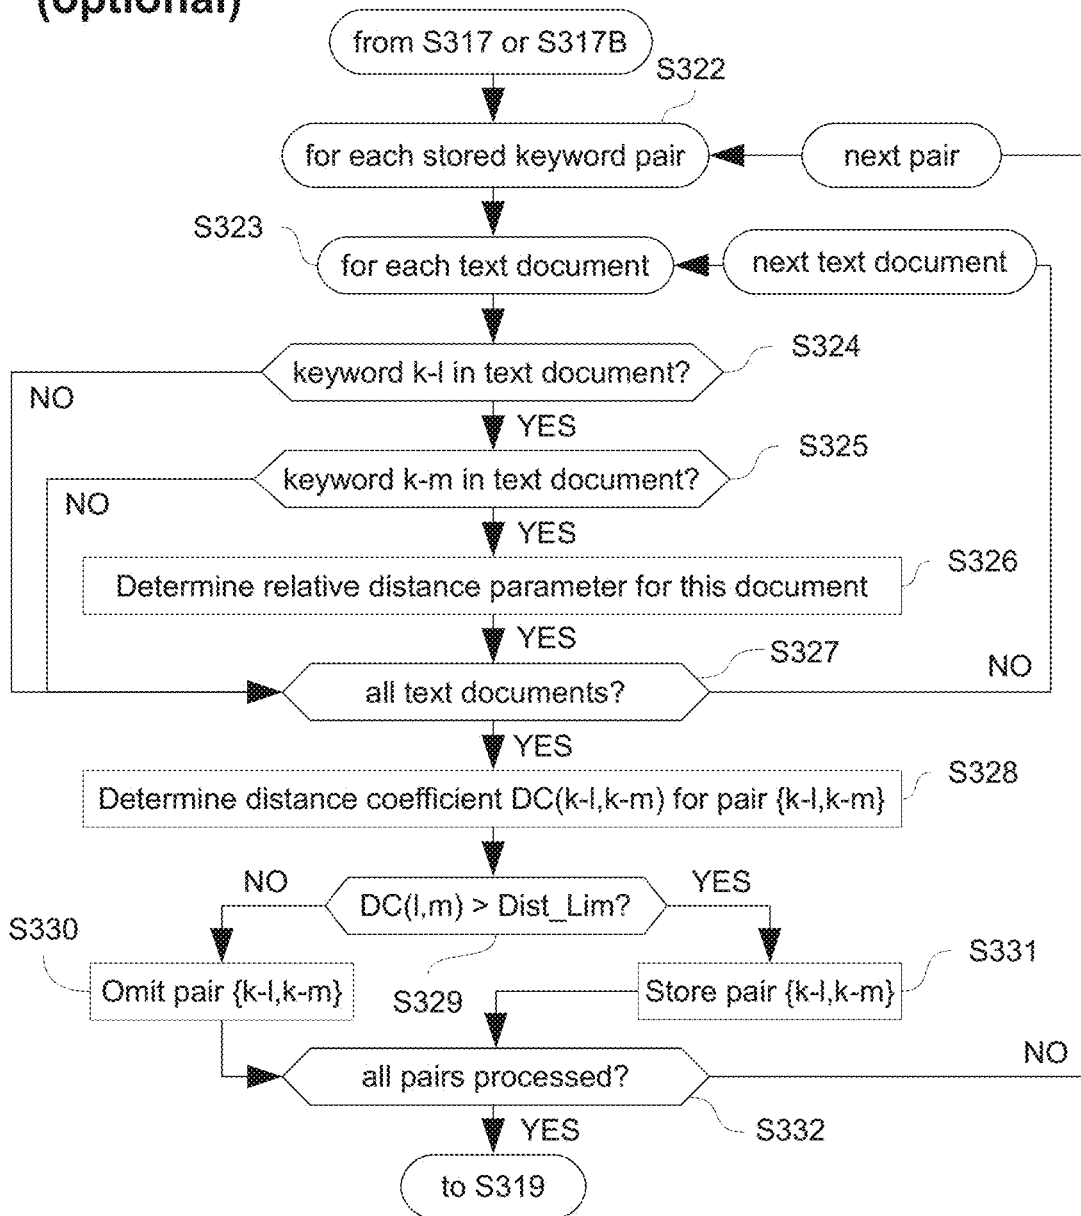 (optional)
from S317 or S317B
S322
for each stored keyword pair
next pair
S323
for each text document
next text document
S324
keyword k-l in text document?
NO
YES
S325
keyword k-m in text document?
NO
YES
S326
Determine relative distance parameter for this document
YES
S327
NO
all text documents?
YES
S328
Determine distance coefficient DC(k-l,k-m) for pair {k-l,k-m}
NO
YES
DC(l,m) > Dist_Lim?
S330
S331
Omit pair {k-l,k-m}
S329
Store pair {k-l,k-m}
NO
all pairs processed?
YES
S332
to S319